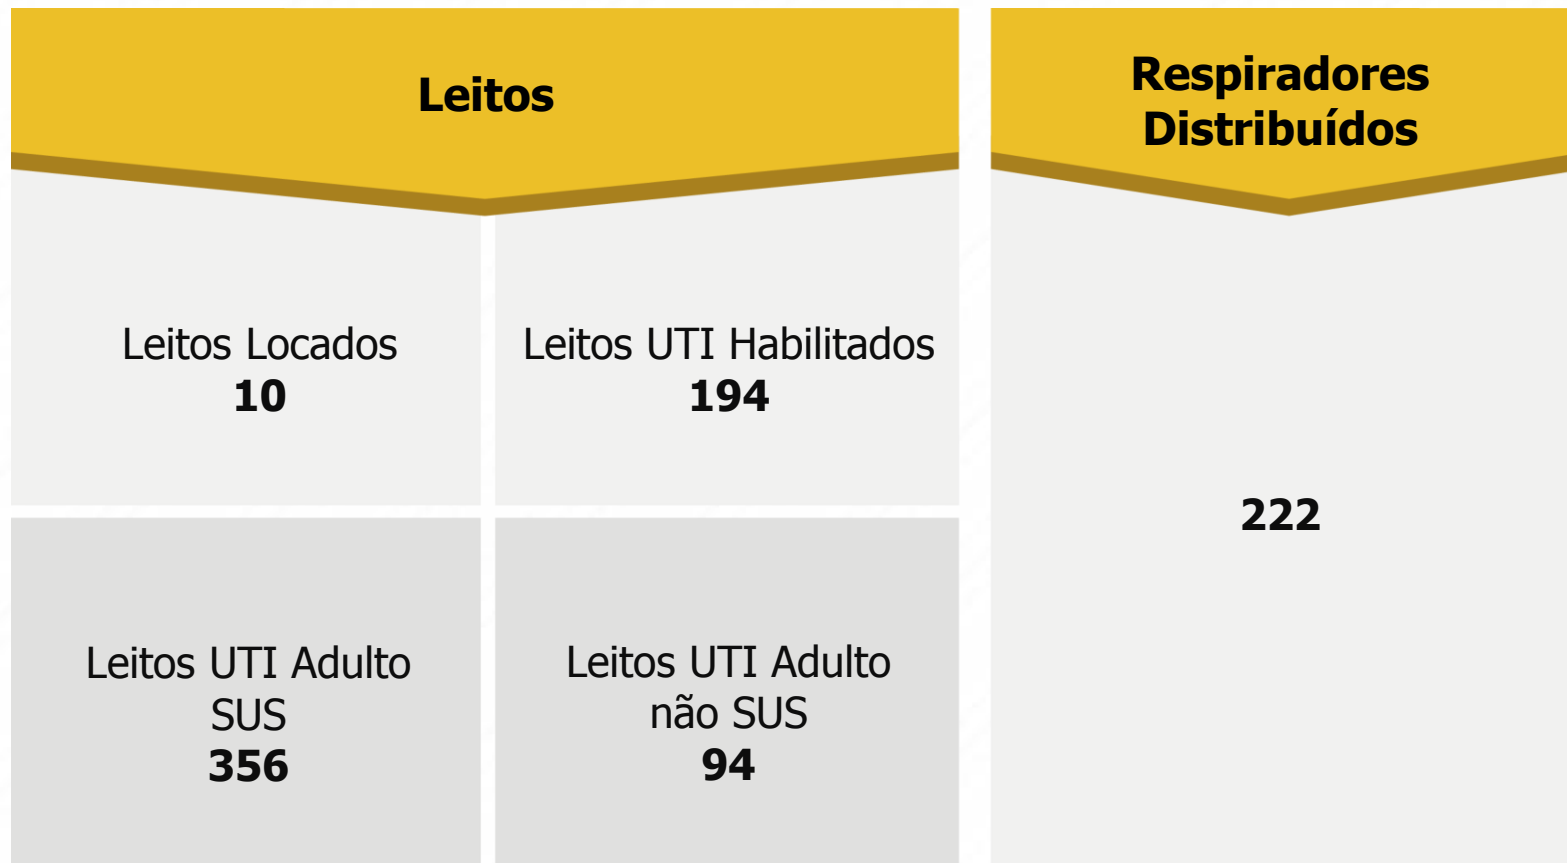 Leitos
Leitos Locados
10
Leitos UTI Habilitados
194
Leitos UTI Adulto
SUS
356
Leitos UTI Adulto
não SUS
94
Respiradores
Distribuídos
222